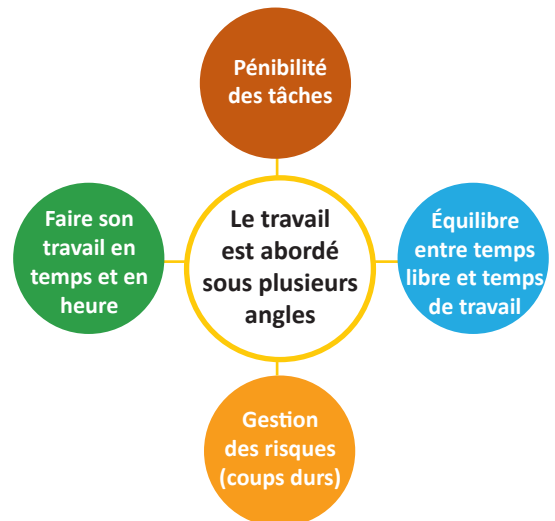 Pénibilité
des tâches
Faire son
travail en
temps et en
heure
Le travail
est abordé
sous plusieurs
angles
Équilibre
entre temps
libre et temps
de travail
Gestion
des risques
(coups durs)